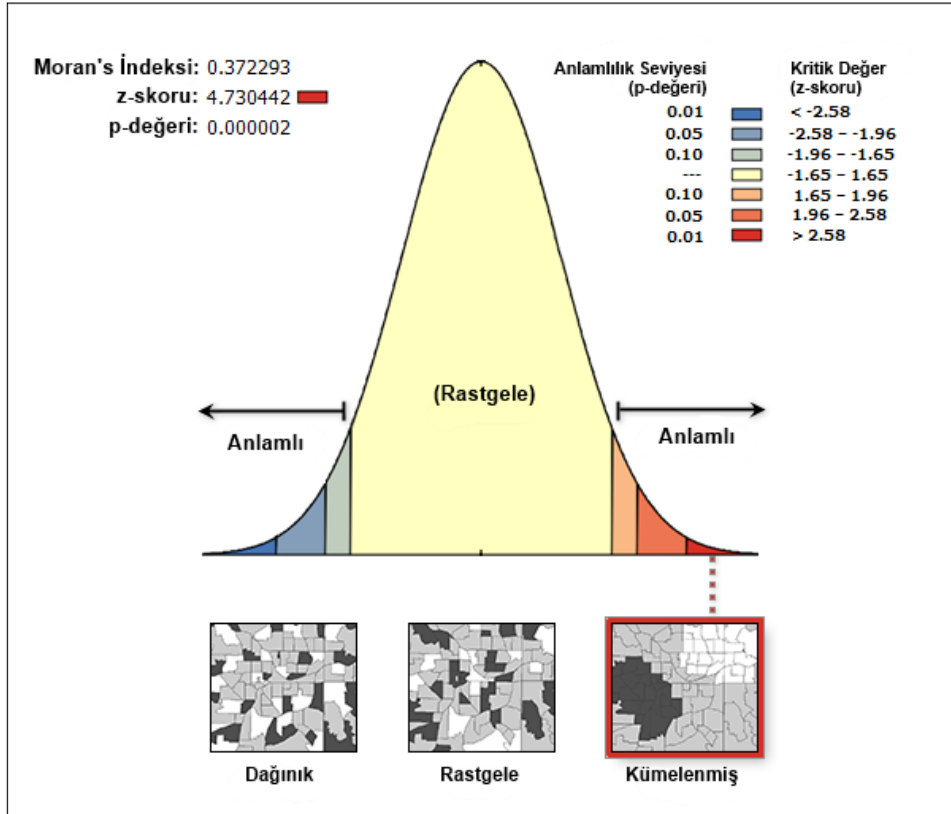 Moran's İndeksi: 0.372293
z-skoru: 4.730442
p-değeri: 0.000002
Anlamlılık Seviyesi Kritik Değer
(p-değeri) (z-skoru)
0.01 < -2.58
0.05 -2.58 – -1.96
0.10 -1.96 – -1.65
--- -1.65 – 1.65
0.10 1.65 – 1.96
0.05 1.96 – 2.58
0.01 > 2.58
(Rastgele)
Anlamlı Anlamlı
Dağınık Rastgele Kümelenmiş